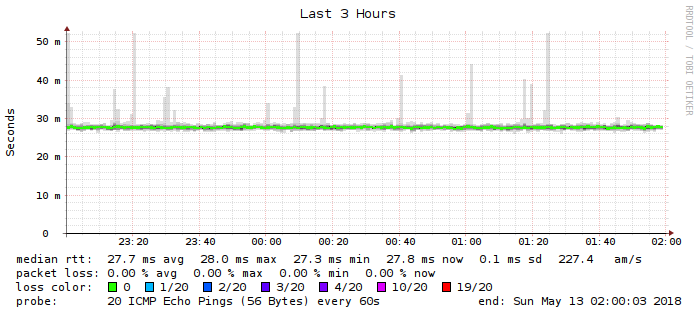 Last 3 Hours
RRDTOOL / TOBI OETIKER
Seconds
50 m
40 m
30 m
20 m
10 m
0
23:20 23:40 00:00 00:20 00:40 01:00 01:20 01:40 02:00
median rtt: 27.7 ms avg 28.0 ms max 27.3 ms min 27.8 ms now 0.1 ms sd 227.4 am/s
packet loss: 0.00 % avg 0.00 % max 0.00 % min 0.00 % now
loss color: 0 1/20 2/20 3/20 4/20 10/20 19/20
probe: 20 ICMP Echo Pings (56 Bytes) every 60s end: Sun May 13 02:00:03 2018